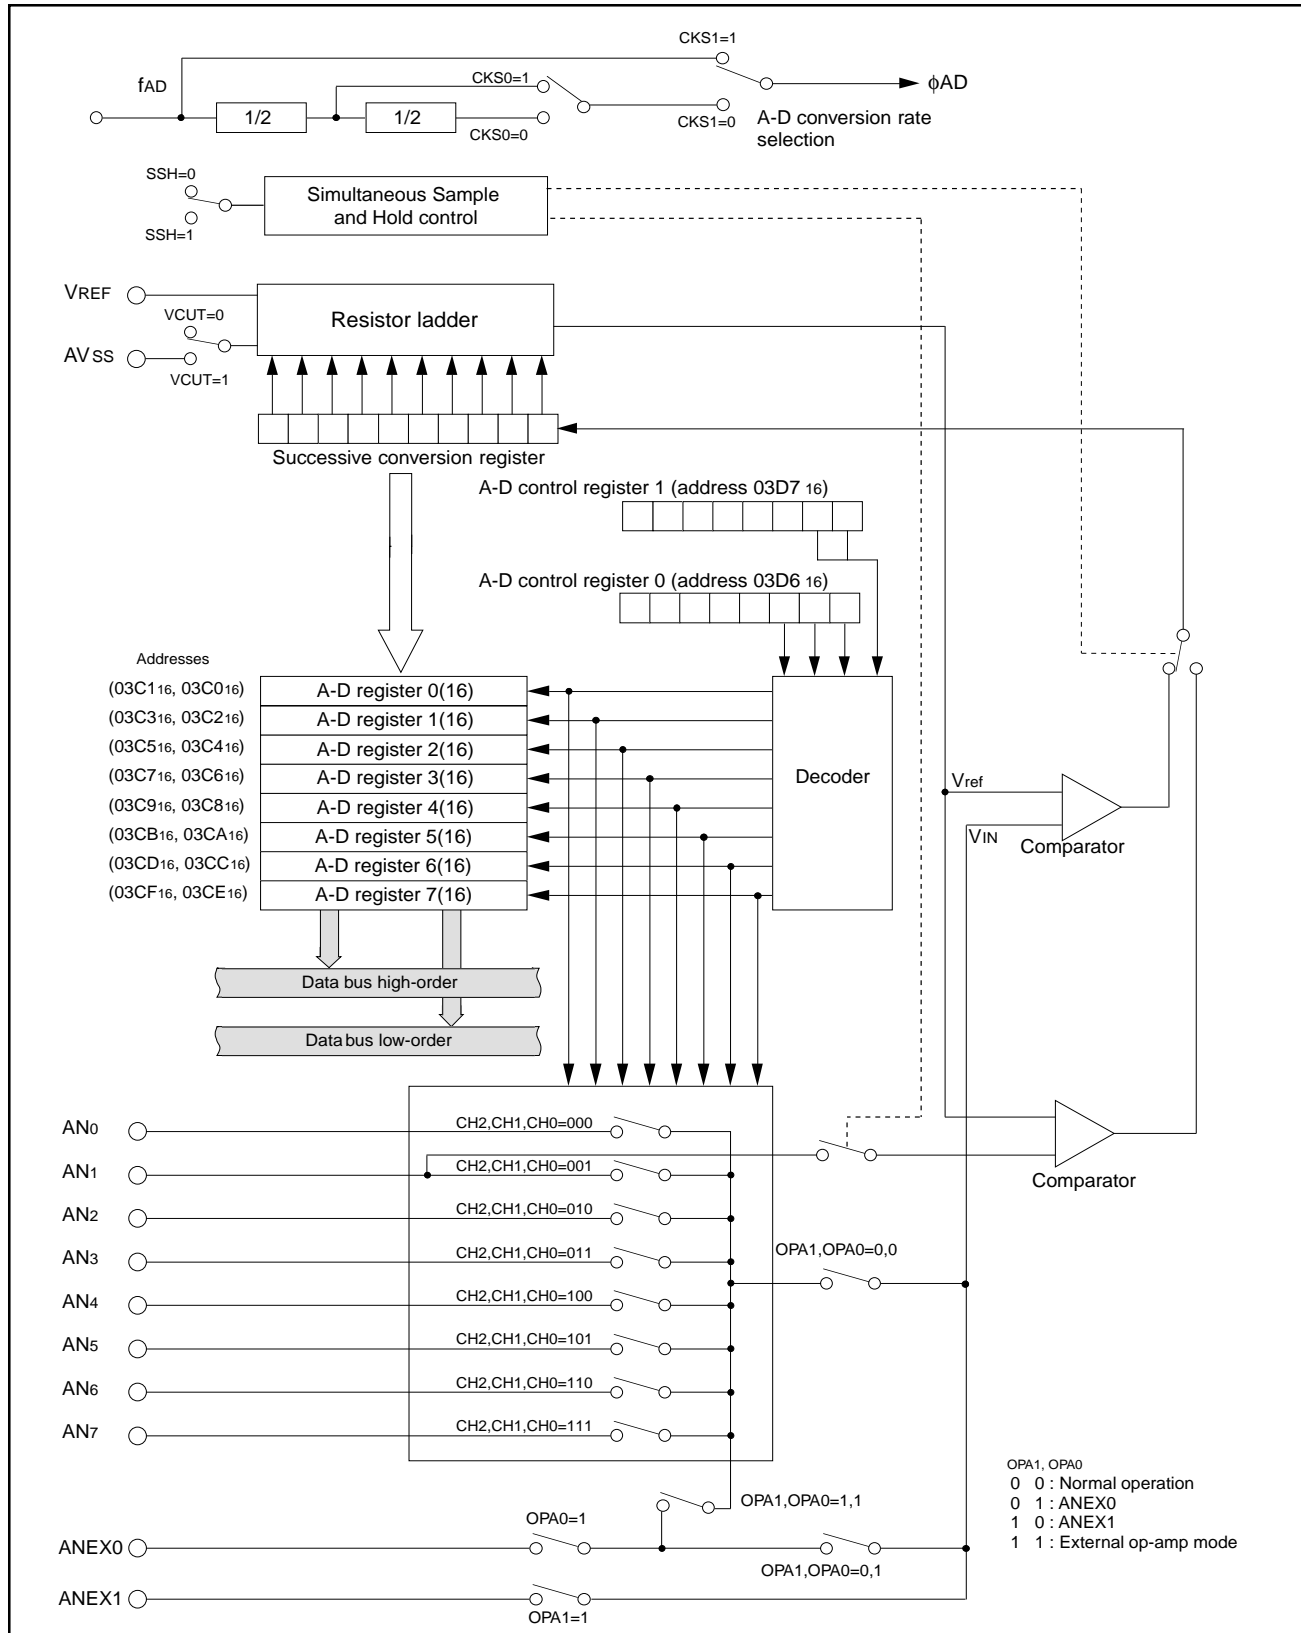 CKS1=1
fAD
CKS0=1
ϕAD
1/2
1/2
CKS0=0
CKS1=0
A-D conversion rate
selection
SSH=0
SSH=1
Simultaneous Sample
and Hold control
VREF
VCUT=0
Resistor ladder
AVSS
VCUT=1
Successive conversion register
A-D control register 1 (address 03D7 16)
A-D control register 0 (address 03D6 16)
Addresses
(03C116, 03C016) A-D register 0(16)
(03C316, 03C216) A-D register 1(16)
(03C516, 03C416) A-D register 2(16)
(03C716, 03C616) A-D register 3(16)
(03C916, 03C816) A-D register 4(16)
(03CB16, 03CA16) A-D register 5(16)
(03CD16, 03CC16) A-D register 6(16)
(03CF16, 03CE16) A-D register 7(16)
Decoder
Vref
VIN
Comparator
Data bus high-order
Data bus low-order
AN0 CH2,CH1,CH0=000
AN1 CH2,CH1,CH0=001
Comparator
AN2 CH2,CH1,CH0=010
AN3 CH2,CH1,CH0=011
OPA1,OPA0=0,0
AN4 CH2,CH1,CH0=100
AN5 CH2,CH1,CH0=101
AN6 CH2,CH1,CH0=110
AN7 CH2,CH1,CH0=111
OPA1,OPA0=1,1
OPA0=1
ANEX0
OPA1,OPA0=0,1
ANEX1
OPA1=1
OPA1, OPA0
0 0 : Normal operation
0 1 : ANEX0
1 0 : ANEX1
1 1 : External op-amp mode